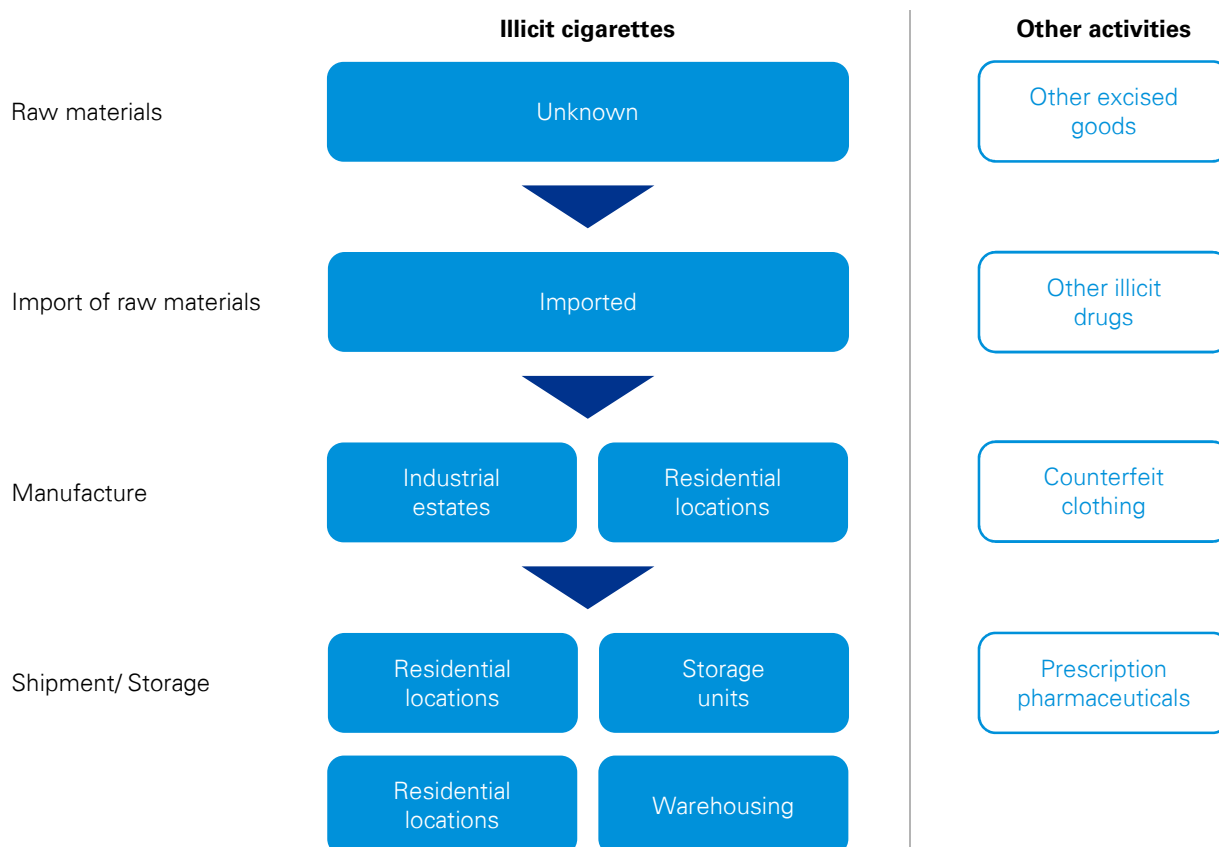 Illicit cigarettes
Other activities
Raw materials
Unknown
Other excised
goods
Import of raw materials
Imported
Other illicit
drugs
Manufacture
Industrial
estates
Residential
locations
Counterfeit
clothing
Shipment/ Storage
Residential
locations
Storage
units
Prescription
pharmaceuticals
Residential
locations
Warehousing